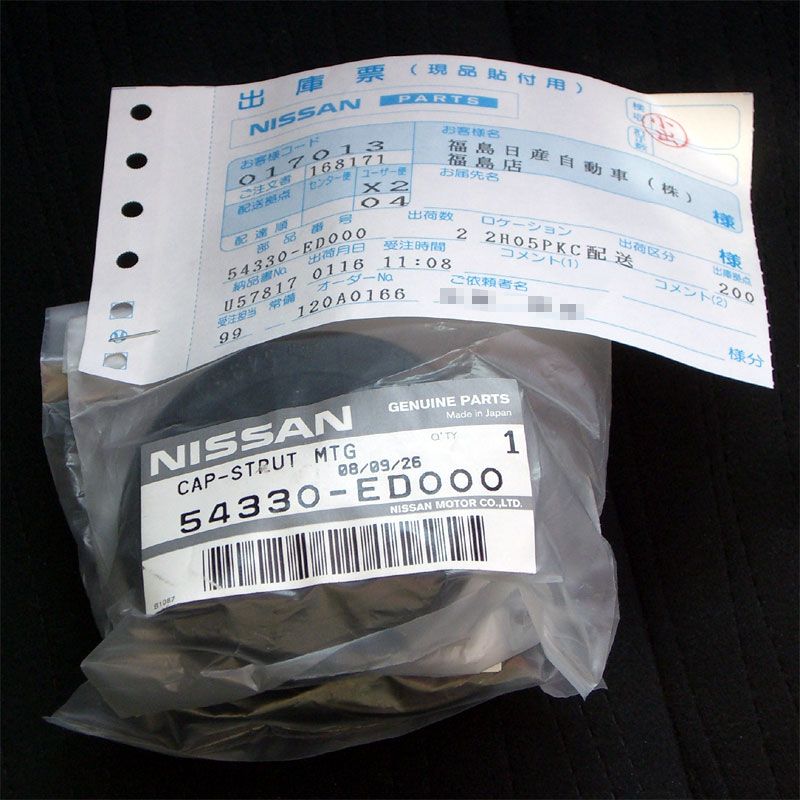 出庫票 (現品貼付用)
NISSAN PARTS
お客様コード お客様名
017013 福島日産自動車 (株)
ご注文書 168171 福島店 様
配送拠点 センター便 ユーザー便 お届先名
X2
04 様
配達順 部品番号 出荷数 ロケーション 出荷区分 出庫拠点
54330-ED000 2 2H05PKC配送 200
納品書No. 出荷月日 受注時間 コメント(1) コメント(2)
U57817 0116 11:08
受注担当 常備 オーダーNo. ご依頼者名
99 120A0166 様分
NISSAN GENUINE PARTS
Made in Japan
CAP-STRUT MTG Q'TY 1
08/09/26
54330-ED000
NISSAN MOTOR CO.,LTD.
B1087